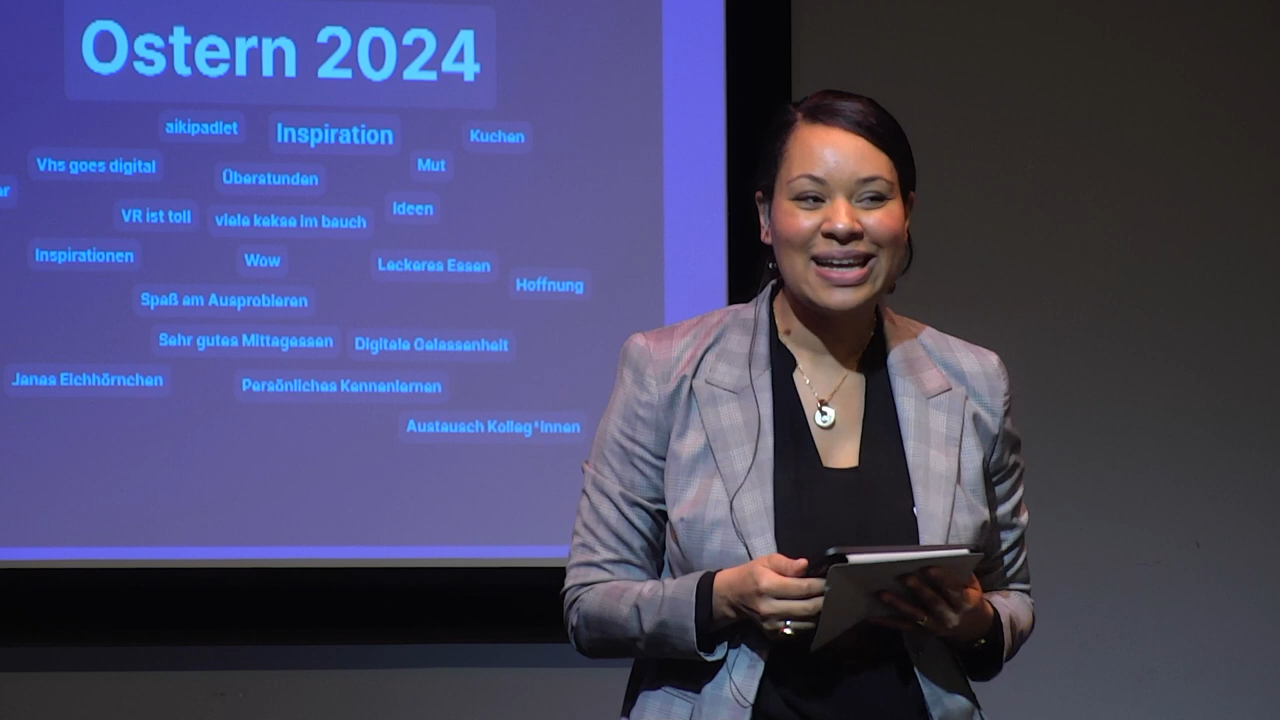 Ostern 2024
aikipadlet
Inspiration
Kuchen
Vhs goes digital
Überstunden
Mut
er
VR ist toll
viele kekse im bauch
Ideen
Inspirationen
Wow
Leckeres Essen
Hoffnung
Spaß am Ausprobieren
Sehr gutes Mittagessen
Digitale Gelassenheit
Janas Eichhörnchen
Persönliches Kennenlernen
Austausch Kolleg*innen